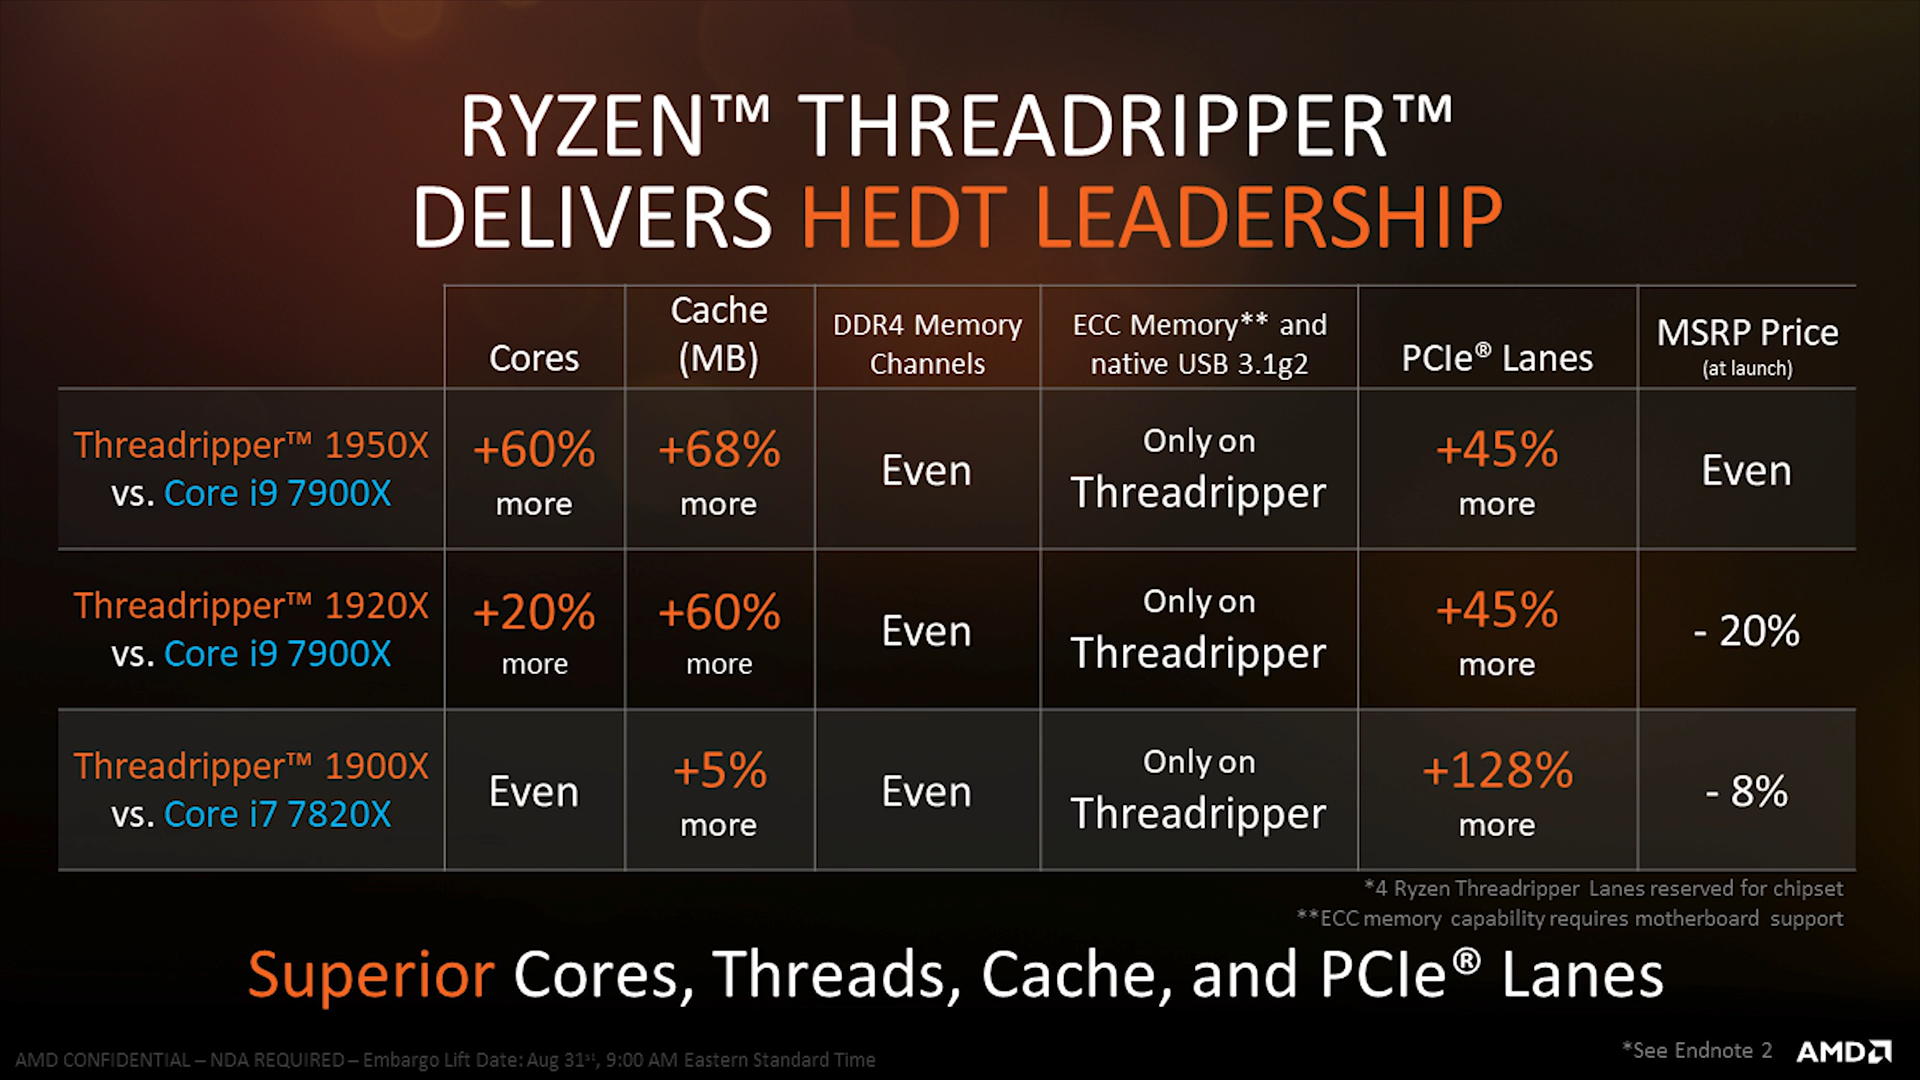 RYZEN™ THREADRIPPER™
DELIVERS HEDT LEADERSHIP
Cores
Cache
(MB)
DDR4 Memory
Channels
ECC Memory** and
native USB 3.1g2
PCIe® Lanes
MSRP Price
(at launch)
Threadripper™ 1950X
vs. Core i9 7900X
+60%
more
+68%
more
Even
Only on
Threadripper
+45%
more
Even
Threadripper™ 1920X
vs. Core i9 7900X
+20%
more
+60%
more
Even
Only on
Threadripper
+45%
more
- 20%
Threadripper™ 1900X
vs. Core i7 7820X
Even
+5%
more
Even
Only on
Threadripper
+128%
more
- 8%
*4 Ryzen Threadripper Lanes reserved for chipset
**ECC memory capability requires motherboard support
Superior Cores, Threads, Cache, and PCIe® Lanes
AMD CONFIDENTIAL – NDA REQUIRED – Embargo Lift Date: Aug 31st, 9:00 AM Eastern Standard Time
*See Endnote 2
AMD